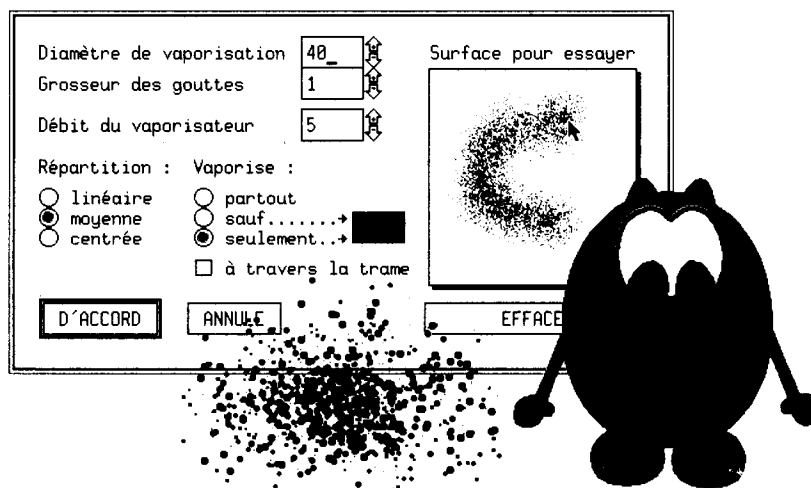 Diamètre de vaporisation 40_
Grosseur des gouttes 1
Débit du vaporisateur 5
Surface pour essayer
Répartition : Vaporise :
linéaire partout
moyenne sauf.......→
centrée seulement..→
à travers la trame
D'ACCORD ANNULE EFFACE